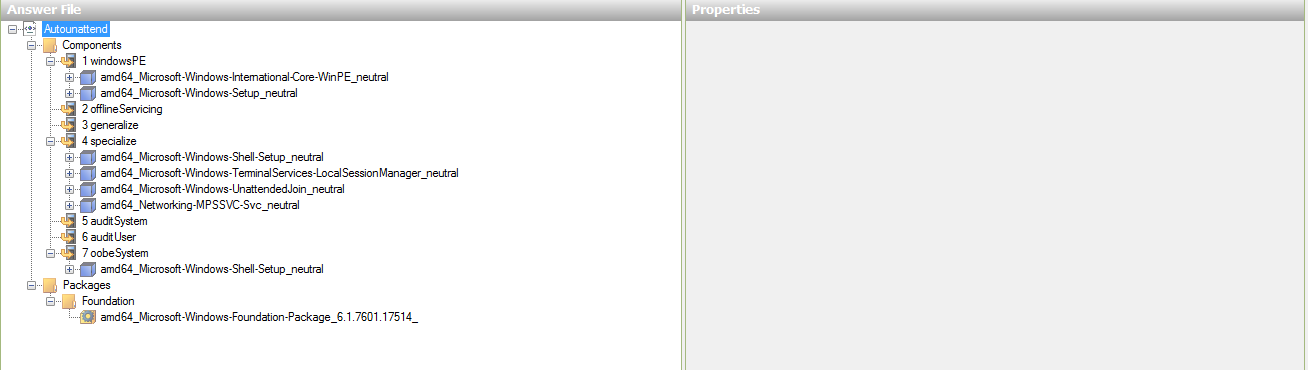 Answer File
Properties
Autounattend
Components
1 windowsPE
amd64_Microsoft-Windows-International-Core-WinPE_neutral
amd64_Microsoft-Windows-Setup_neutral
2 offlineServicing
3 generalize
4 specialize
amd64_Microsoft-Windows-Shell-Setup_neutral
amd64_Microsoft-Windows-TerminalServices-LocalSessionManager_neutral
amd64_Microsoft-Windows-UnattendedJoin_neutral
amd64_Networking-MPSSVC-Svc_neutral
5 auditSystem
6 auditUser
7 oobeSystem
amd64_Microsoft-Windows-Shell-Setup_neutral
Packages
Foundation
amd64_Microsoft-Windows-Foundation-Package_6.1.7601.17514_